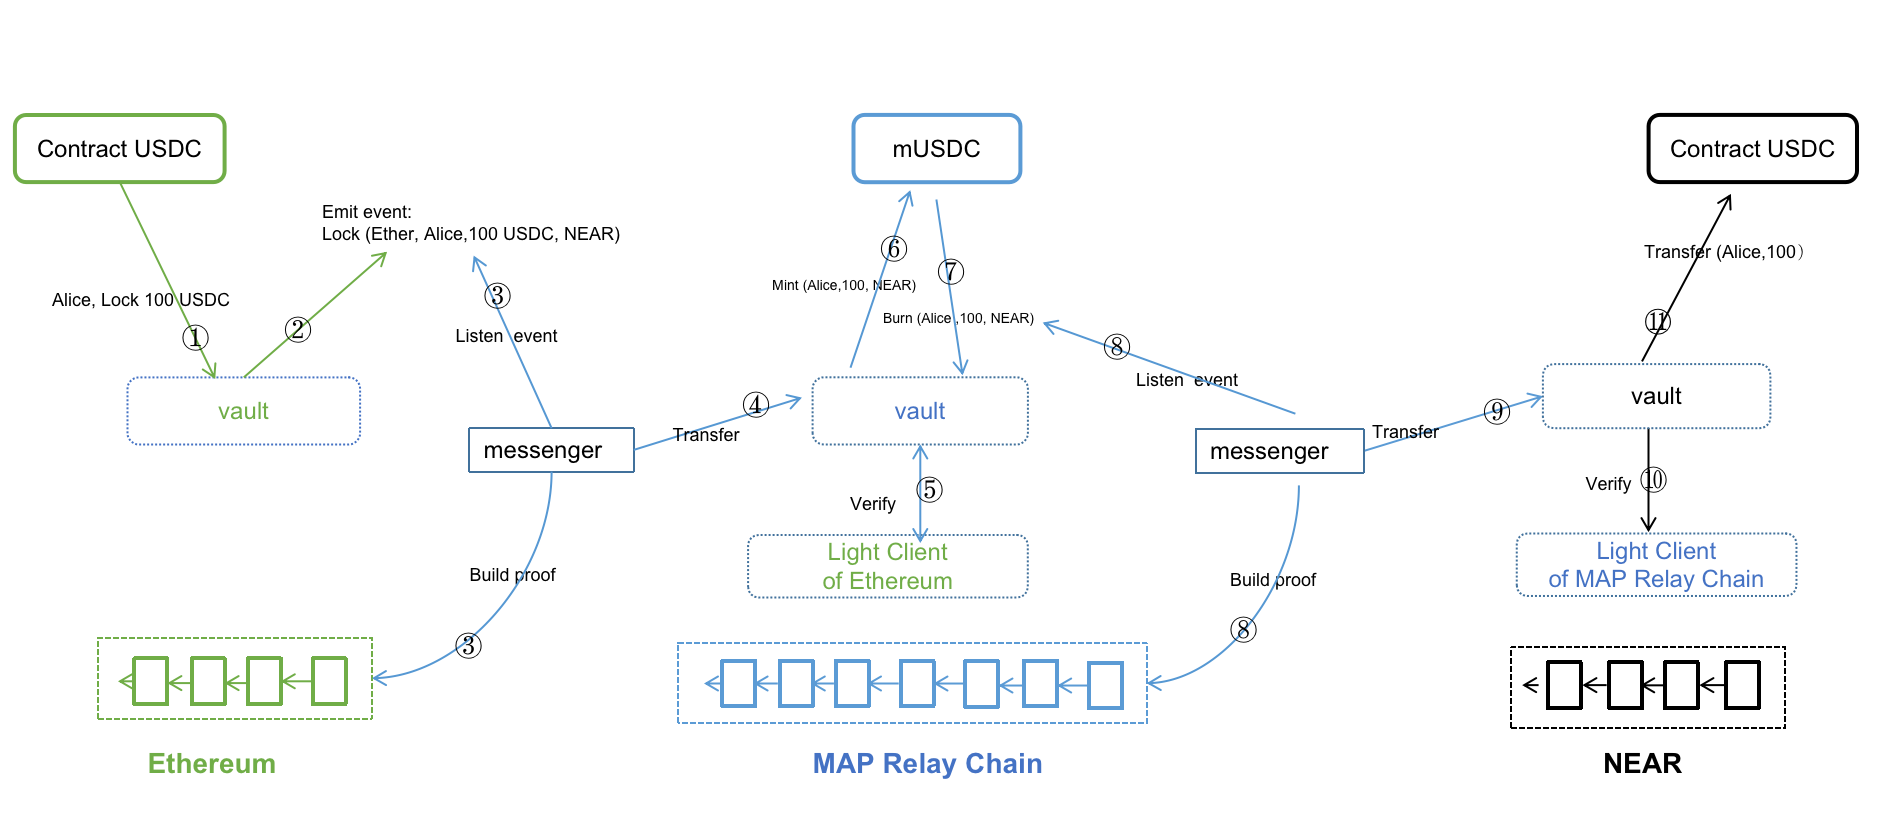 Contract USDC
mUSDC
Contract USDC
Emit event:
Lock (Ether, Alice,100 USDC, NEAR)
Alice, Lock 100 USDC
①
②
③
Listen event
⑥
⑦
Mint (Alice,100, NEAR)
Burn (Alice ,100, NEAR)
⑧
Listen event
Transfer (Alice,100）
⑪
vault
④
Transfer
vault
messenger
messenger
Transfer
⑨
vault
Verify
⑤
Verify
⑩
Light Client
of Ethereum
Light Client
of MAP Relay Chain
Build proof
③
Build proof
⑧
Ethereum
MAP Relay Chain
NEAR